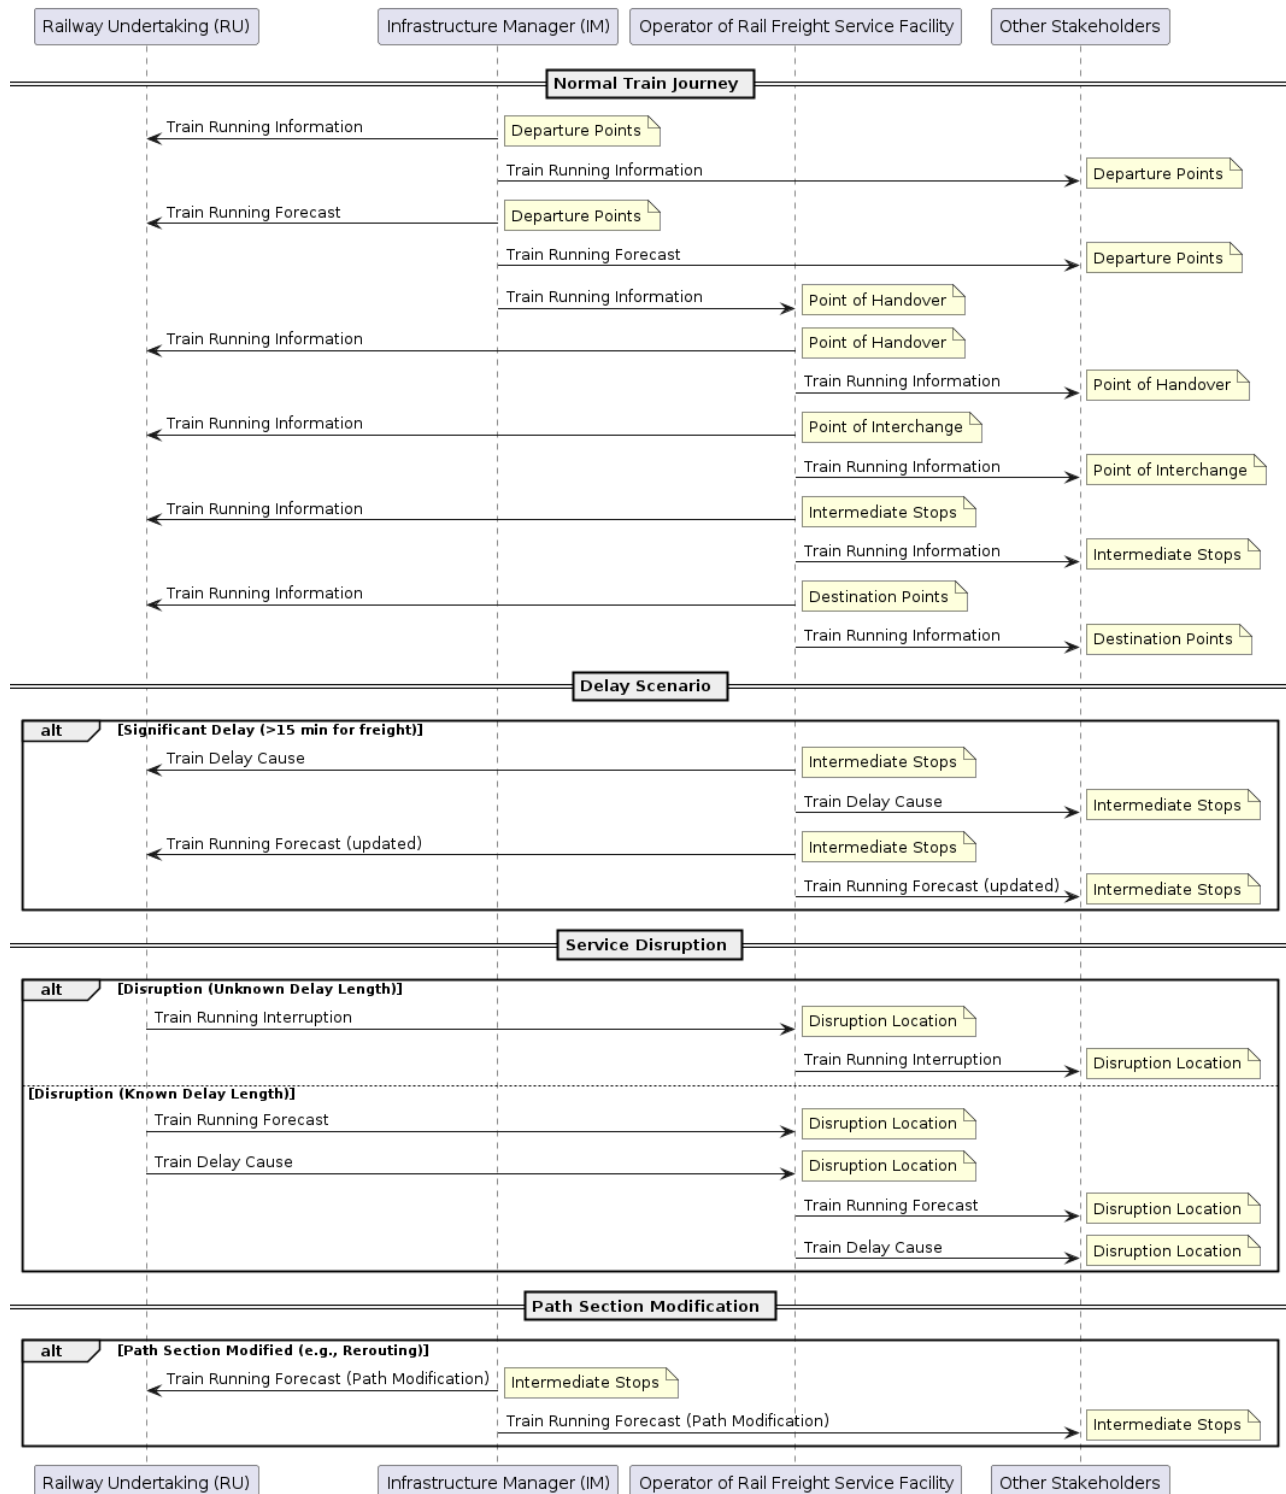 Railway Undertaking (RU)
Infrastructure Manager (IM)
Operator of Rail Freight Service Facility
Other Stakeholders
Normal Train Journey
Train Running Information
Departure Points
Train Running Information
Departure Points
Train Running Forecast
Departure Points
Train Running Forecast
Departure Points
Train Running Information
Point of Handover
Train Running Information
Point of Handover
Train Running Information
Point of Handover
Train Running Information
Point of Interchange
Train Running Information
Point of Interchange
Train Running Information
Intermediate Stops
Train Running Information
Intermediate Stops
Train Running Information
Destination Points
Train Running Information
Destination Points
Delay Scenario
alt
[Significant Delay (>15 min for freight)]
Train Delay Cause
Intermediate Stops
Train Delay Cause
Intermediate Stops
Train Running Forecast (updated)
Intermediate Stops
Train Running Forecast (updated)
Intermediate Stops
Service Disruption
alt
[Disruption (Unknown Delay Length)]
Train Running Interruption
Disruption Location
Train Running Interruption
Disruption Location
[Disruption (Known Delay Length)]
Train Running Forecast
Disruption Location
Train Delay Cause
Disruption Location
Train Running Forecast
Disruption Location
Train Delay Cause
Disruption Location
Path Section Modification
alt
[Path Section Modified (e.g., Rerouting)]
Train Running Forecast (Path Modification)
Intermediate Stops
Train Running Forecast (Path Modification)
Intermediate Stops
Railway Undertaking (RU)
Infrastructure Manager (IM)
Operator of Rail Freight Service Facility
Other Stakeholders